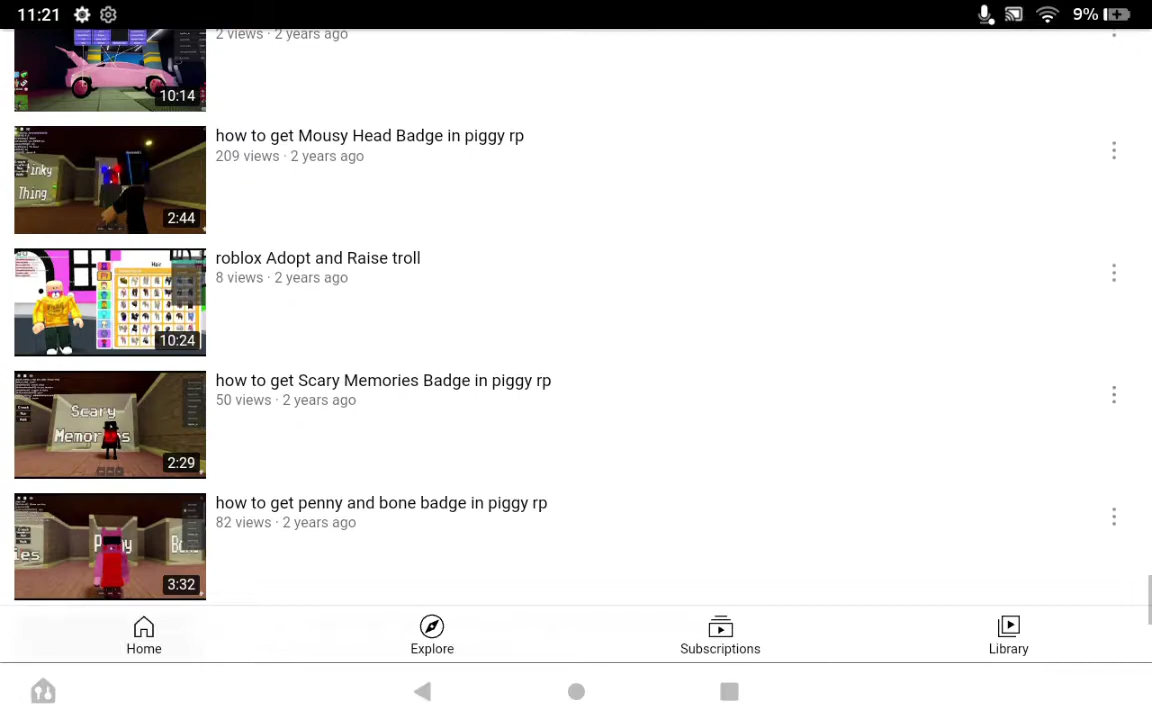 11:21
9%
2 views · 2 years ago
10:14
how to get Mousy Head Badge in piggy rp
209 views · 2 years ago
inky
Thing
2:44
roblox Adopt and Raise troll
8 views · 2 years ago
Hair
10:24
how to get Scary Memories Badge in piggy rp
50 views · 2 years ago
Scary
2:29
how to get penny and bone badge in piggy rp
82 views · 2 years ago
ies
3:32
Home
Explore
Subscriptions
Library